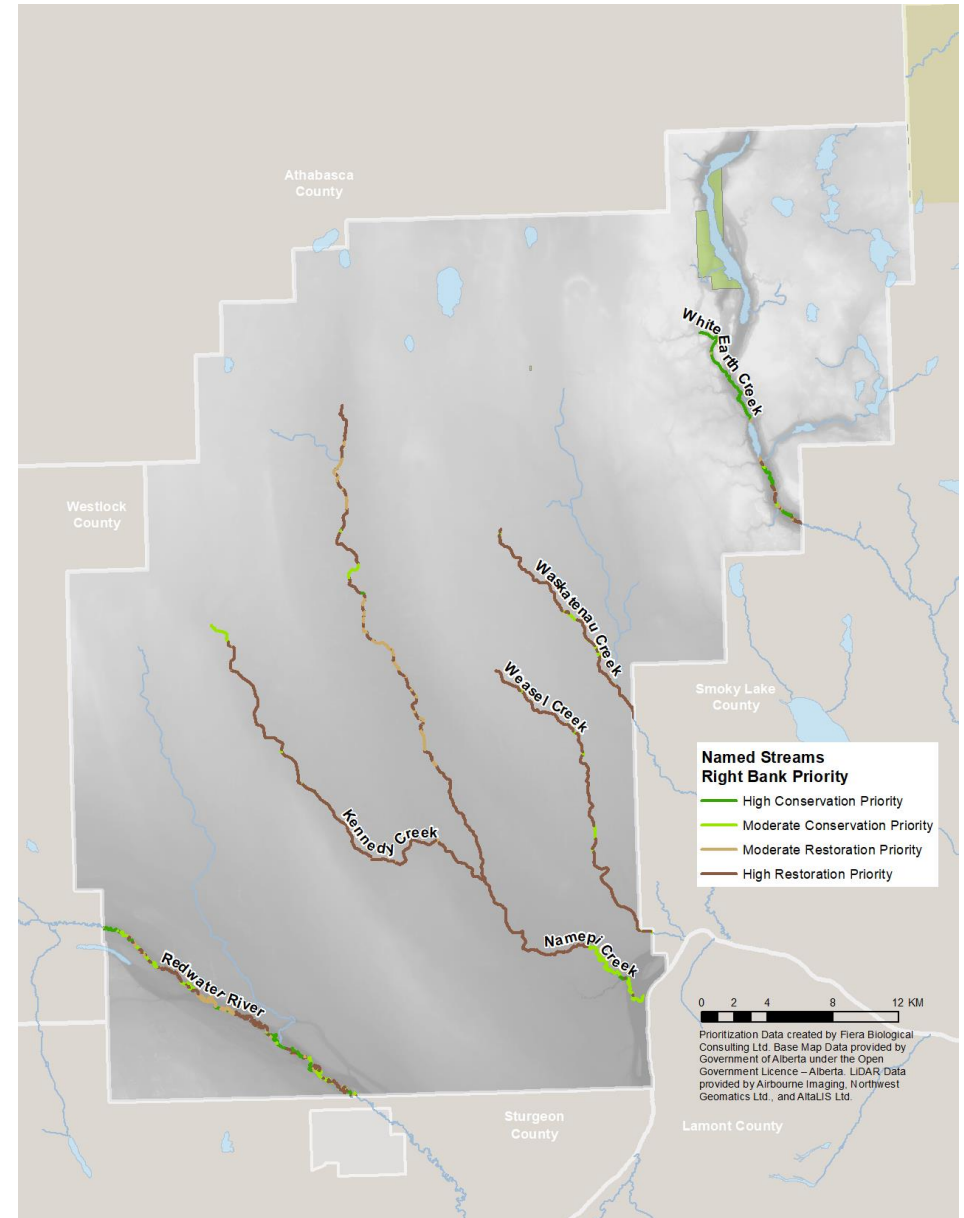 Athabasca
County
White Earth Creek
Westlock
County
Waskatenau Creek
Weasel Creek
Smoky Lake
County
Named Streams
Right Bank Priority
High Conservation Priority
Moderate Conservation Priority
Moderate Restoration Priority
High Restoration Priority
Kennedy Creek
Namepi Creek
Redwater River
0 2 4 8 12 KM
Prioritization Data created by Fiera Biological
Consulting Ltd. Base Map Data provided by
Government of Alberta under the Open
Government Licence – Alberta. LiDAR Data
provided by Airbourne Imaging, Northwest
Geomatics Ltd., and AltaLIS Ltd.
Sturgeon
County
Lamont County